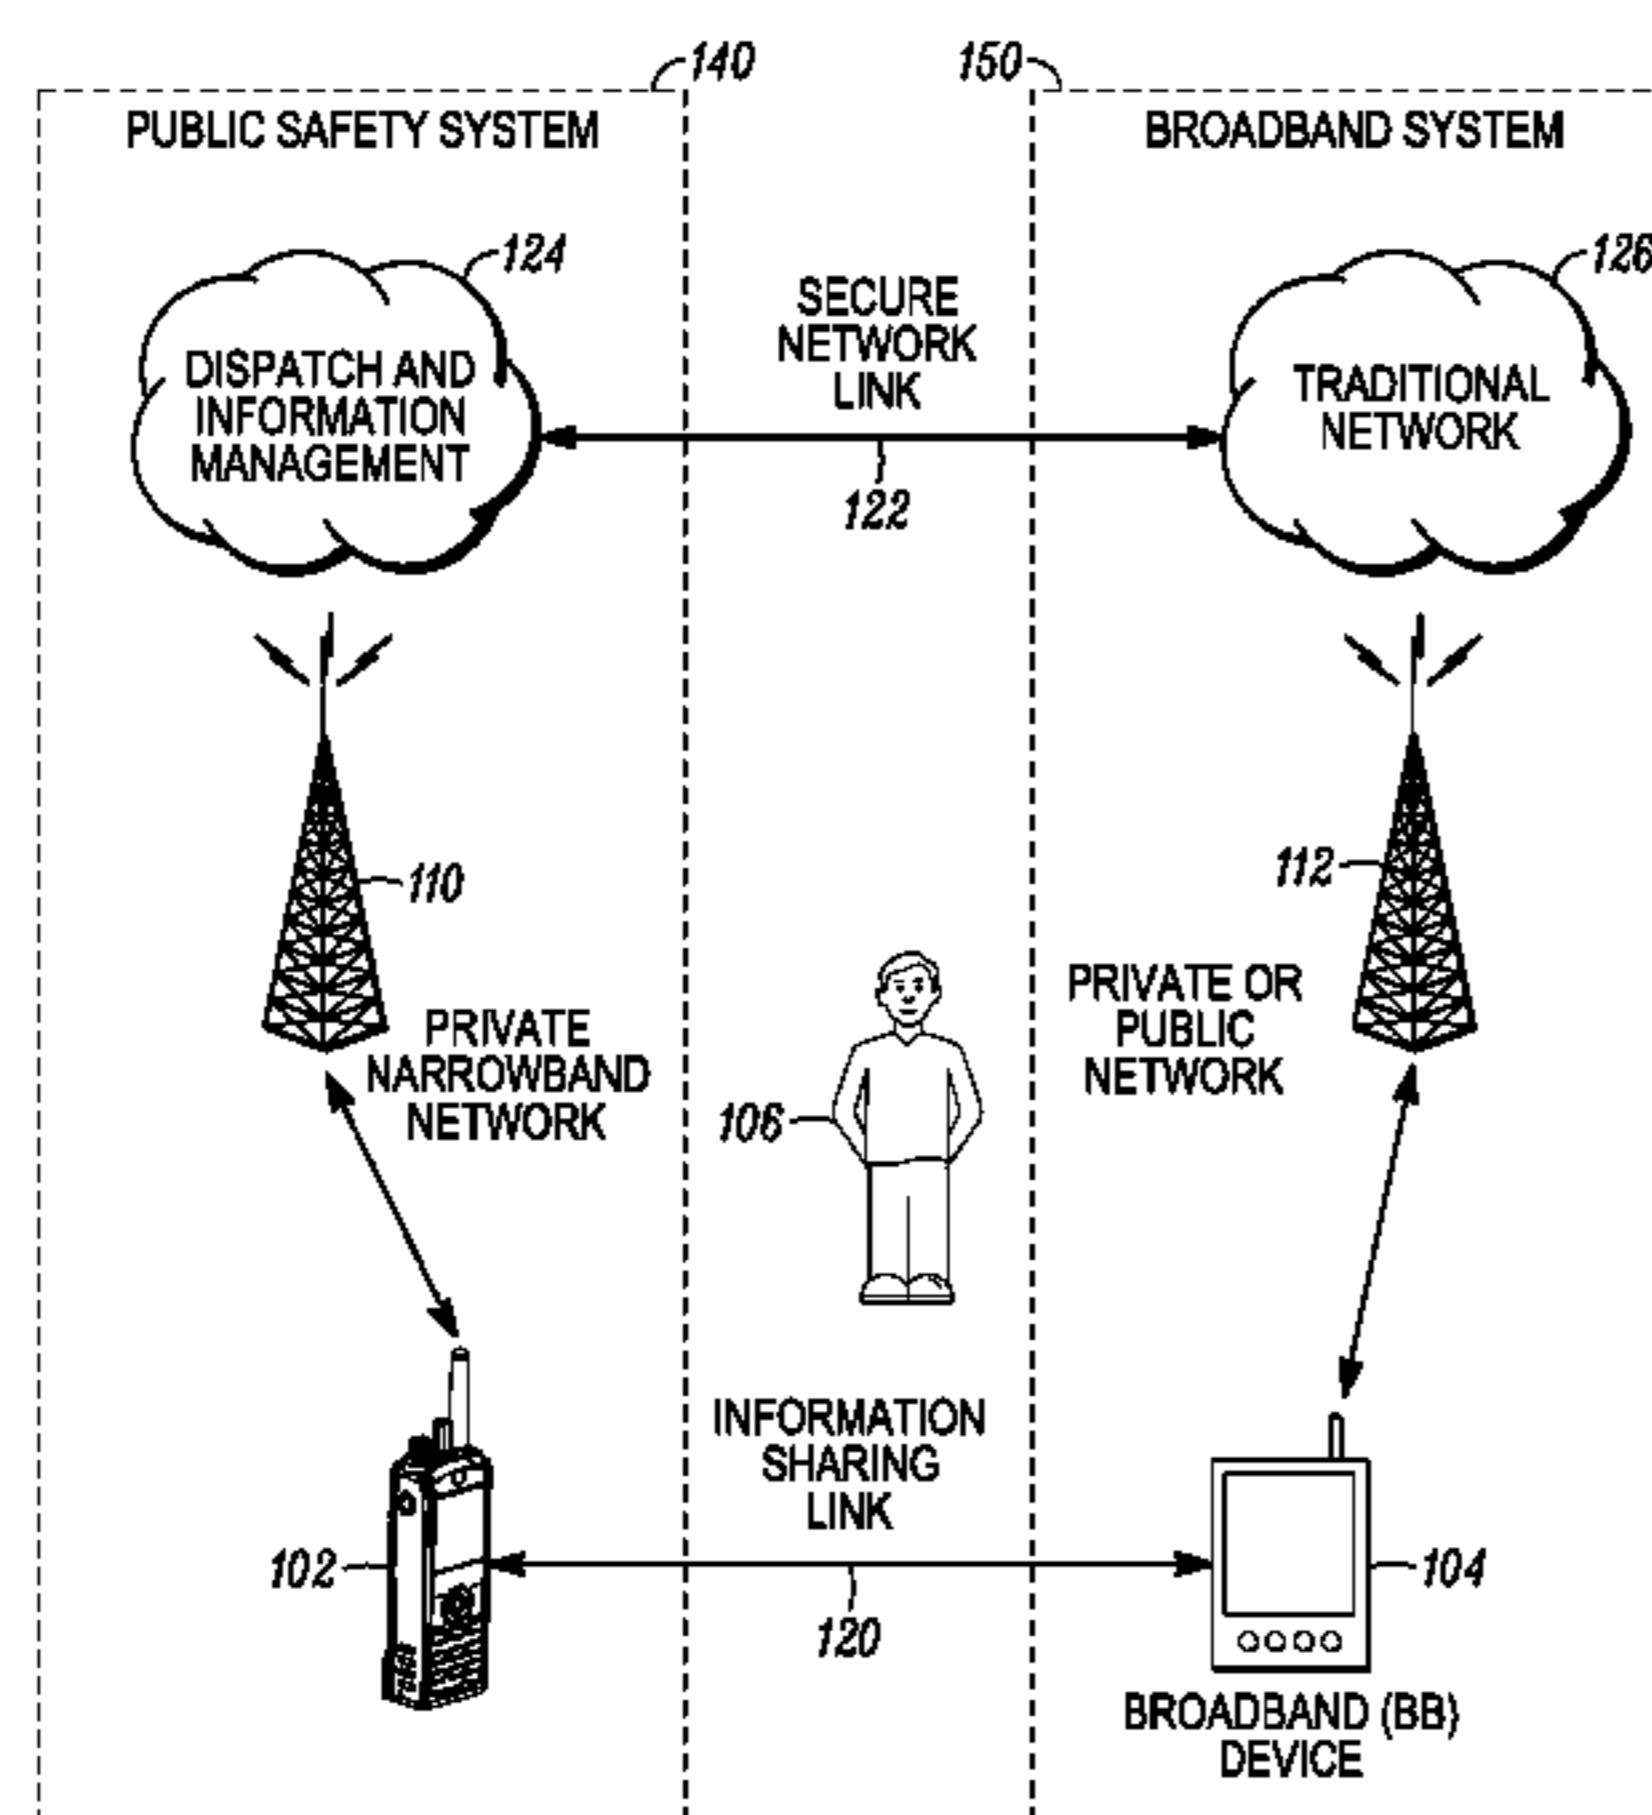 140
150
PUBLIC SAFETY SYSTEM
BROADBAND SYSTEM
124
126
SECURE
NETWORK
LINK
DISPATCH AND
INFORMATION
MANAGEMENT
TRADITIONAL
NETWORK
122
110
112
PRIVATE
NARROWBAND
NETWORK
PRIVATE OR
PUBLIC
NETWORK
106
INFORMATION
SHARING
LINK
102
104
120
BROADBAND (BB)
DEVICE